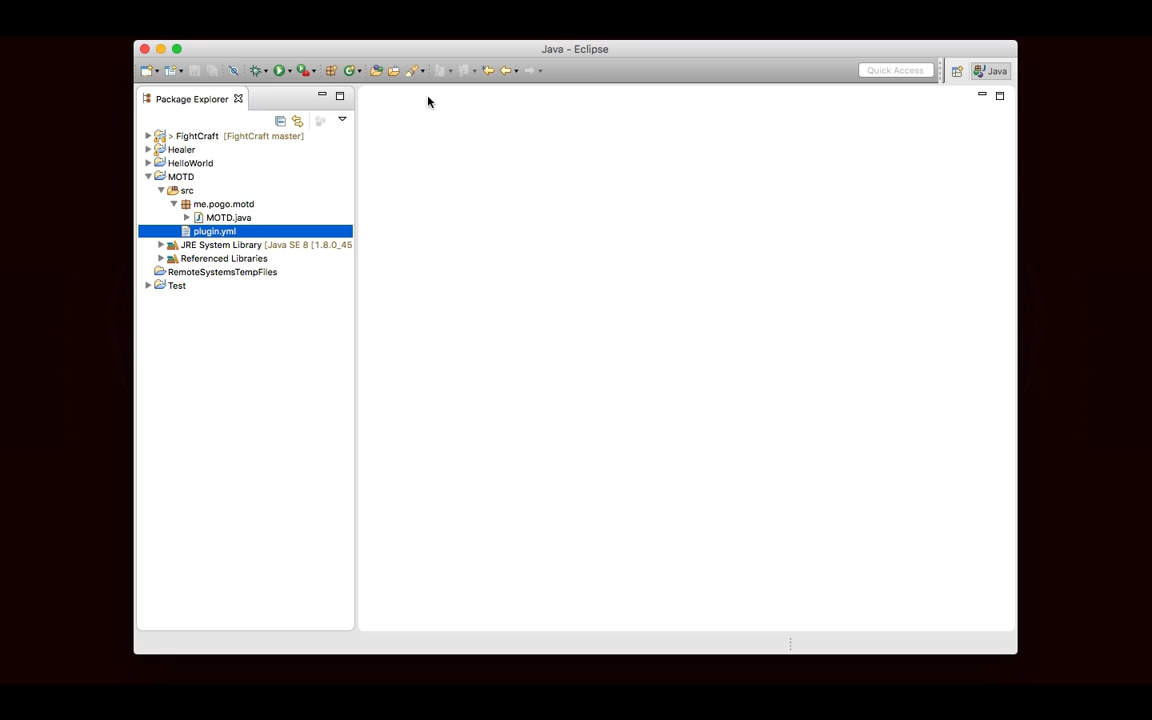 Java - Eclipse
Quick Access
Java
Package Explorer
> FightCraft [FightCraft master]
Healer
HelloWorld
MOTD
src
me.pogo.motd
MOTD.java
plugin.yml
JRE System Library [Java SE 8 [1.8.0_45
Referenced Libraries
RemoteSystemsTempFiles
Test